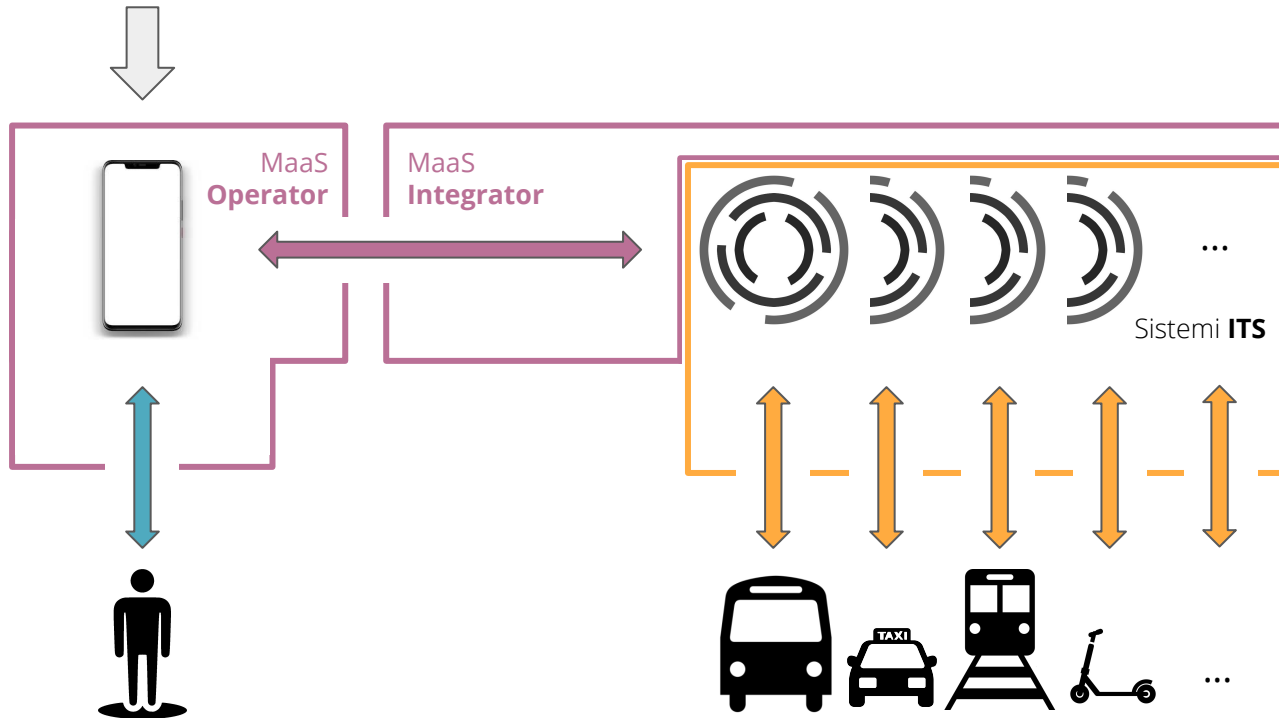 MaaS
Operator
MaaS
Integrator
...
Sistemi ITS
TAXI
...